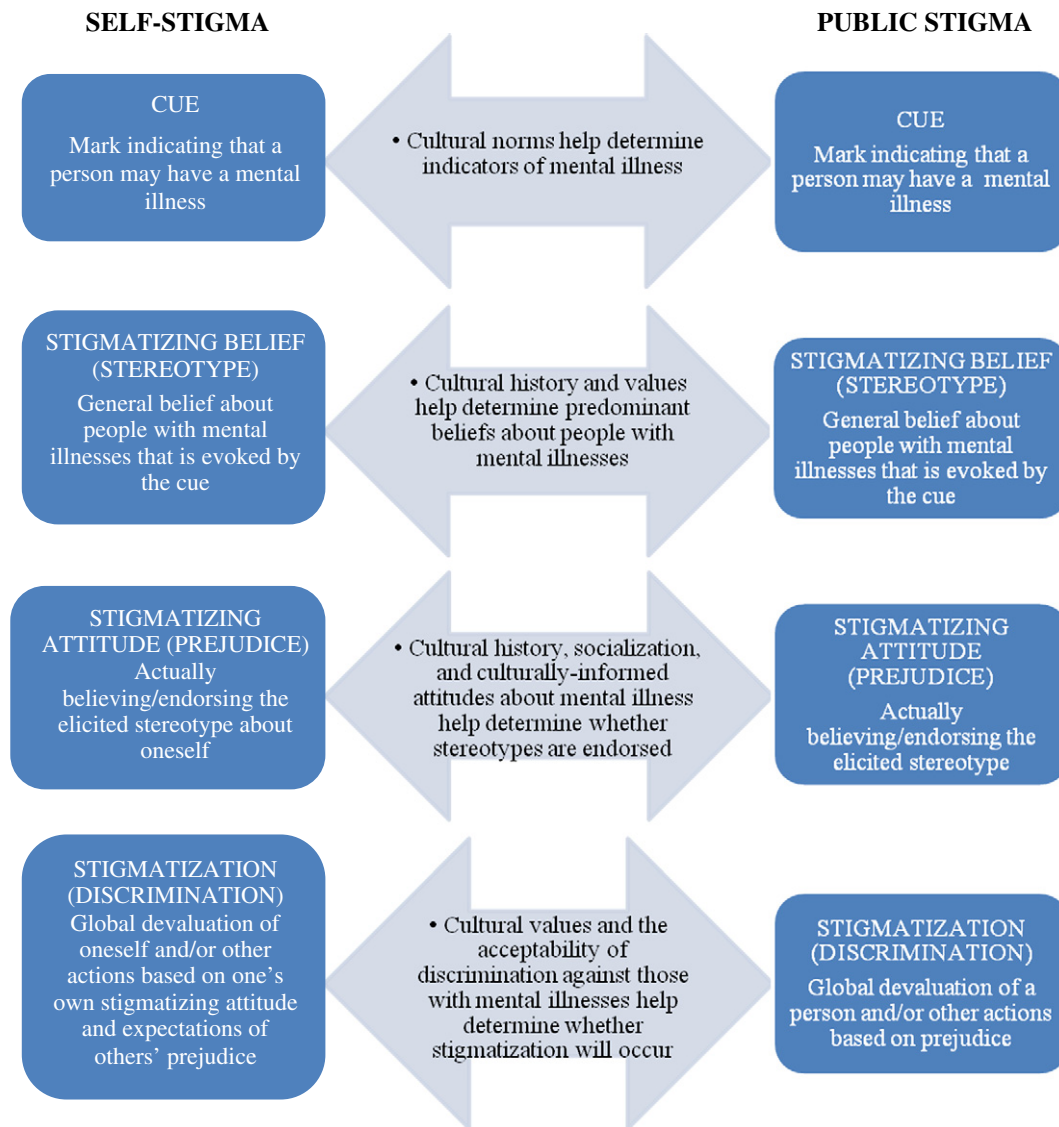 SELF-STIGMA
PUBLIC STIGMA
CUE
Mark indicating that a
person may have a mental
illness
• Cultural norms help determine
indicators of mental illness
CUE
Mark indicating that a
person may have a mental
illness
STIGMATIZING BELIEF
(STEREOTYPE)
General belief about
people with mental
illnesses that is evoked by
the cue
• Cultural history and values
help determine predominant
beliefs about people with
mental illnesses
STIGMATIZING BELIEF
(STEREOTYPE)
General belief about
people with mental
illnesses that is evoked by
the cue
STIGMATIZING
ATTITUDE (PREJUDICE)
Actually
believing/endorsing the
elicited stereotype about
oneself
• Cultural history, socialization,
and culturally-informed
attitudes about mental illness
help determine whether
stereotypes are endorsed
STIGMATIZING
ATTITUDE
(PREJUDICE)
Actually
believing/endorsing the
elicited stereotype
STIGMATIZATION
(DISCRIMINATION)
Global devaluation of
oneself and/or other
actions based on one’s
own stigmatizing attitude
and expectations of
others’ prejudice
• Cultural values and the
acceptability of
discrimination against those
with mental illnesses help
determine whether
stigmatization will occur
STIGMATIZATION
(DISCRIMINATION)
Global devaluation of a
person and/or other actions
based on prejudice